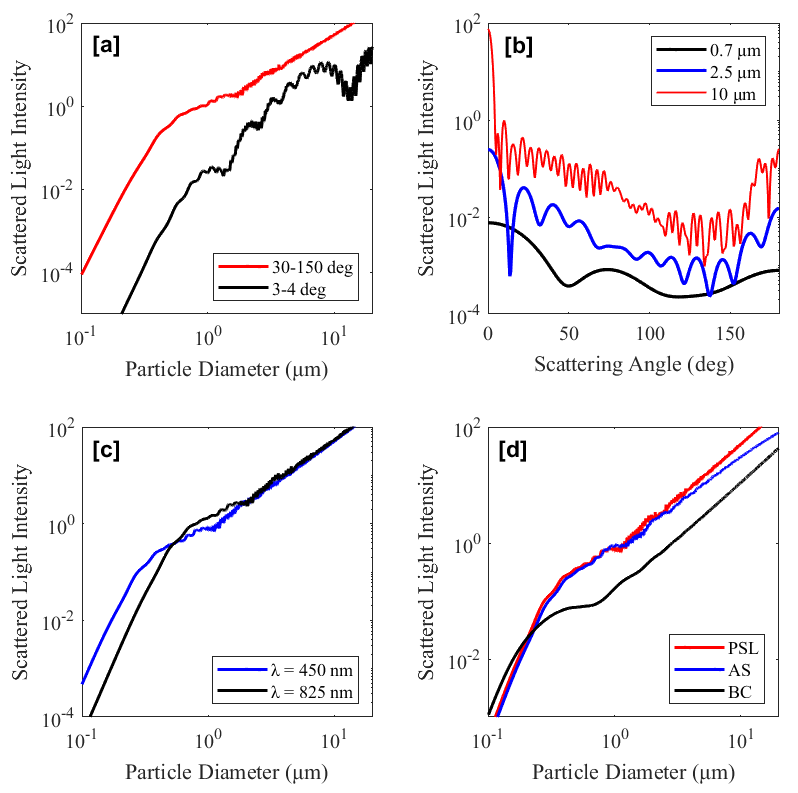 [a]
Scattered Light Intensity
10^2
10^0
10^-2
10^-4
30-150 deg
3-4 deg
10^-1
10^0
10^1
Particle Diameter (μm)
[b]
Scattered Light Intensity
10^2
10^0
10^-2
10^-4
0.7 μm
2.5 μm
10 μm
0
50
100
150
Scattering Angle (deg)
[c]
Scattered Light Intensity
10^2
10^0
10^-2
10^-4
λ = 450 nm
λ = 825 nm
10^-1
10^0
10^1
Particle Diameter (μm)
[d]
Scattered Light Intensity
10^2
10^0
10^-2
PSL
AS
BC
10^-1
10^0
10^1
Particle Diameter (μm)